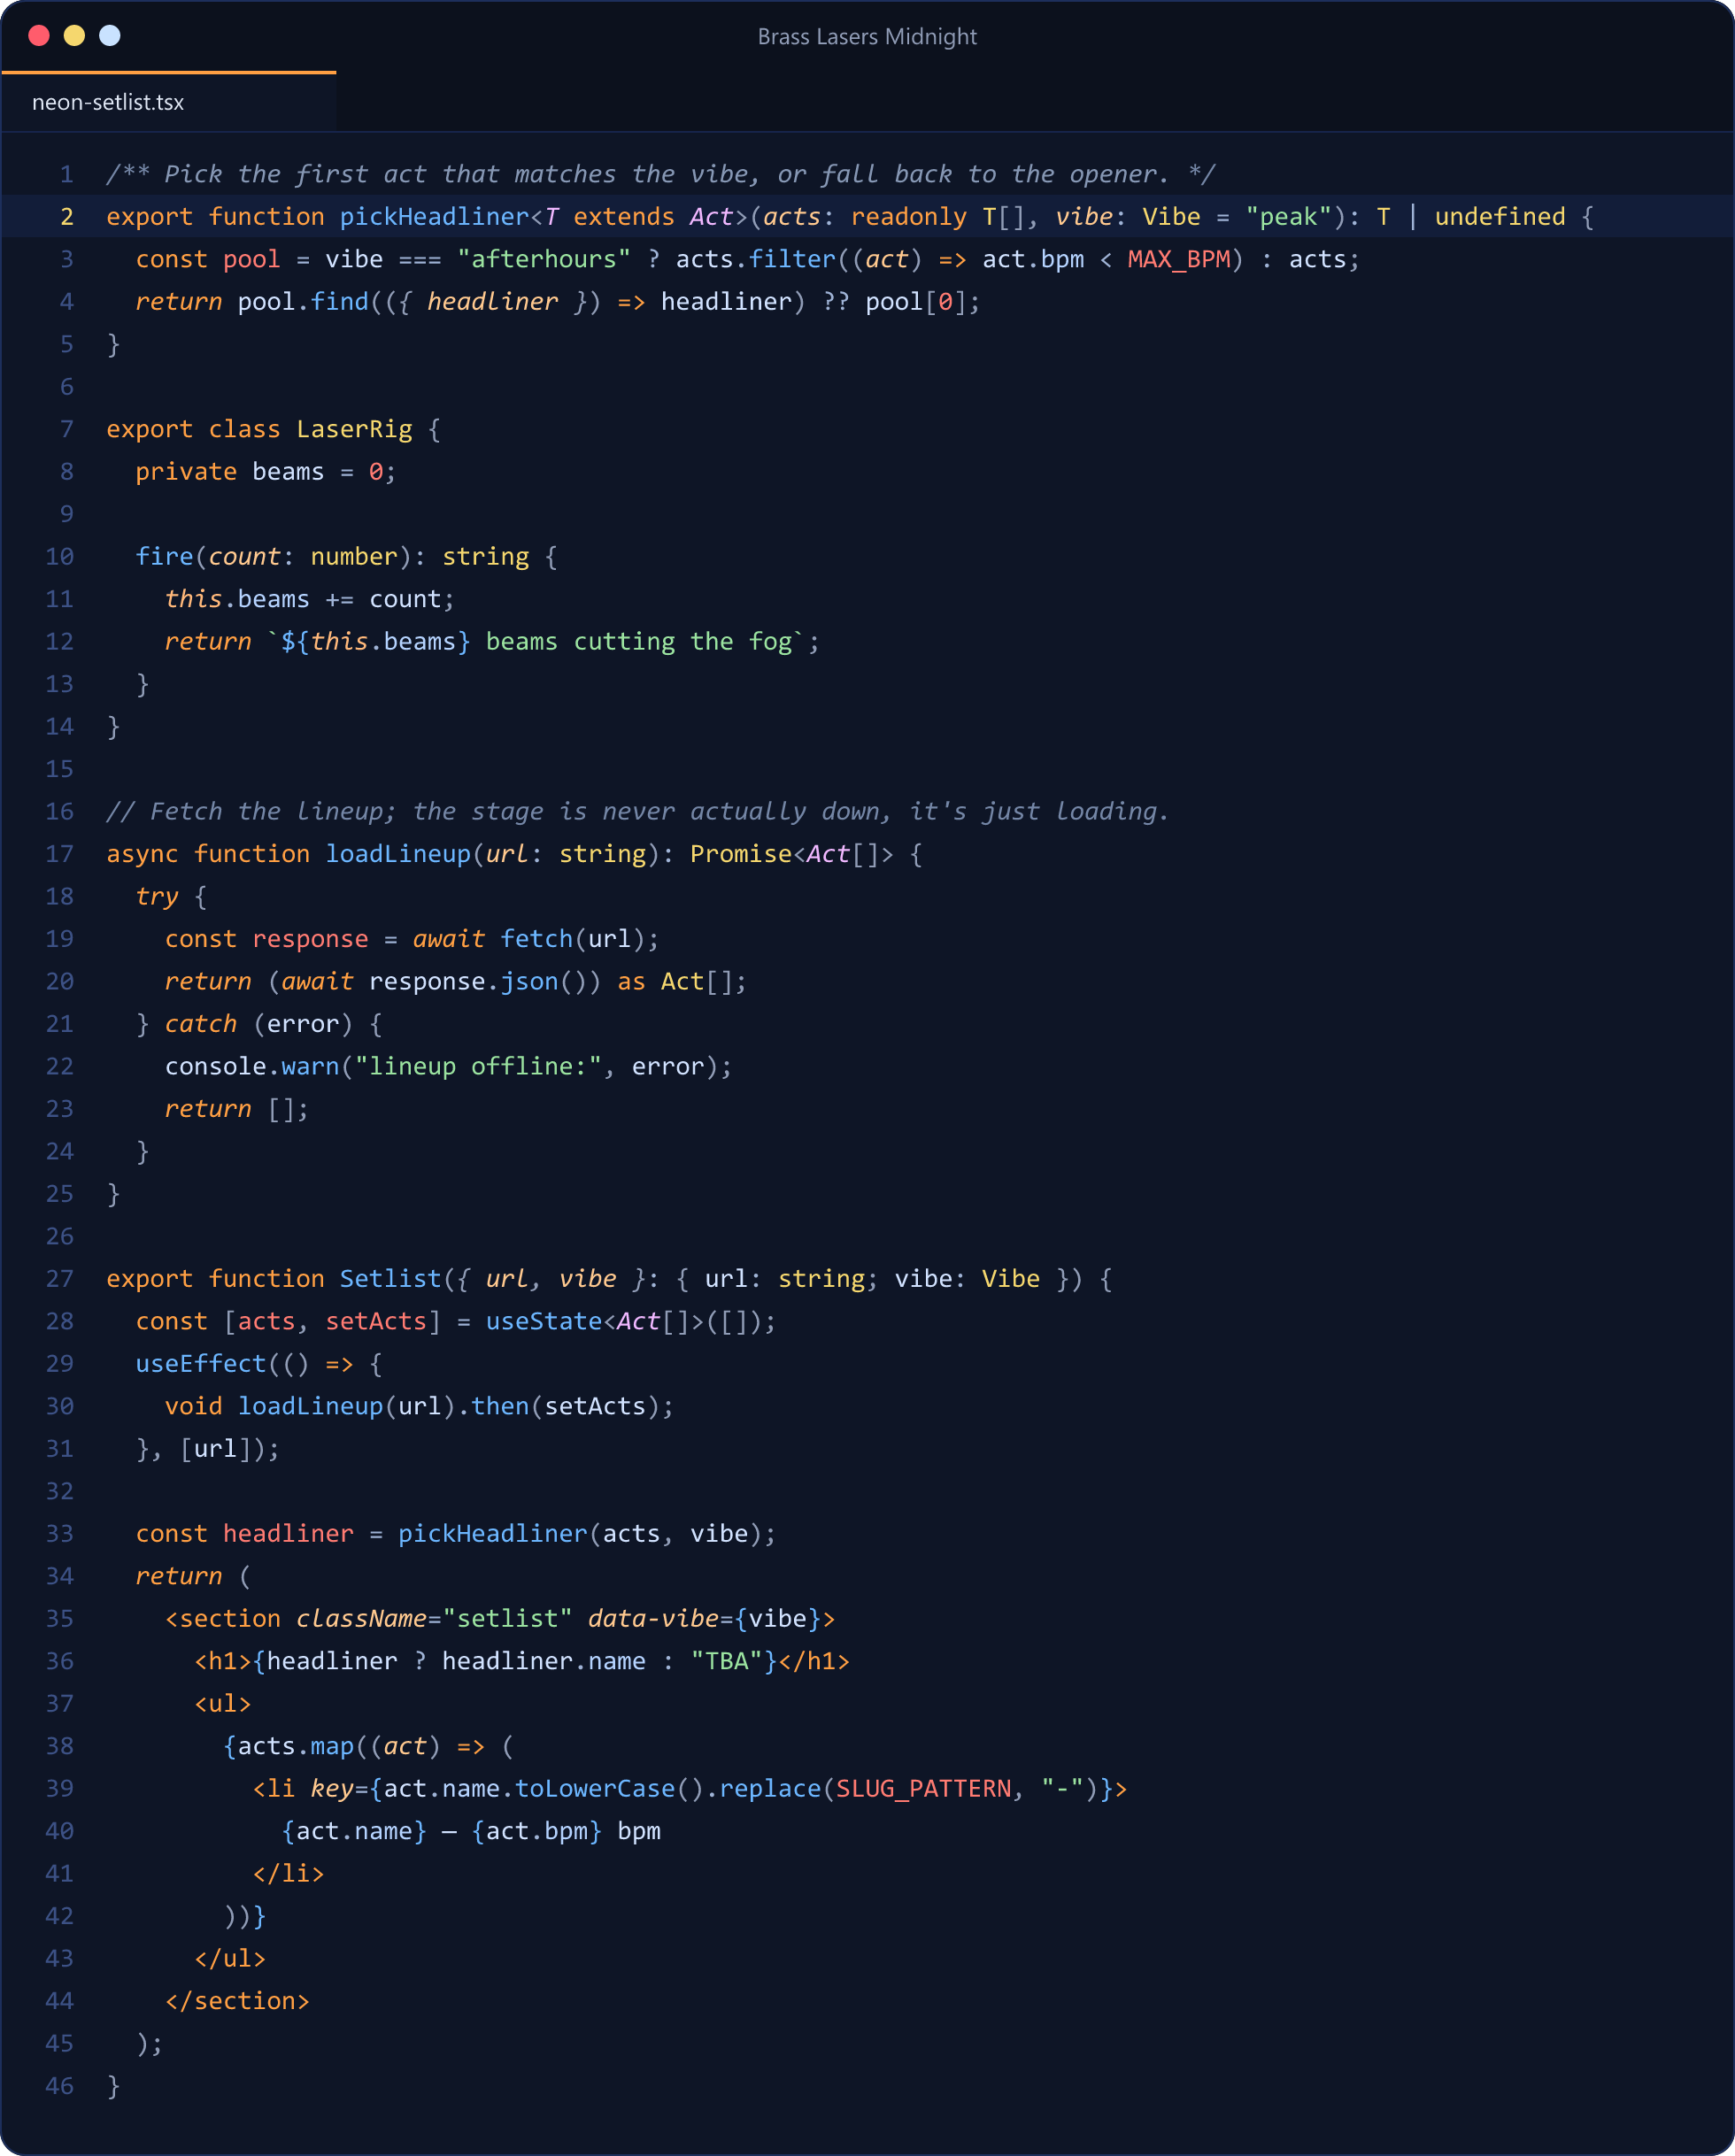 Brass Lasers Midnight
neon-setlist.tsx
1 /** Pick the first act that matches the vibe, or fall back to the opener. */
2 export function pickHeadliner<T extends Act>(acts: readonly T[], vibe: Vibe = "peak"): T | undefined {
3   const pool = vibe === "afterhours" ? acts.filter((act) => act.bpm < MAX_BPM) : acts;
4   return pool.find(({ headliner }) => headliner) ?? pool[0];
5 }
6
7 export class LaserRig {
8   private beams = 0;
9
10   fire(count: number): string {
11     this.beams += count;
12     return `${this.beams} beams cutting the fog`;
13   }
14 }
15
16 // Fetch the lineup; the stage is never actually down, it's just loading.
17 async function loadLineup(url: string): Promise<Act[]> {
18   try {
19     const response = await fetch(url);
20     return (await response.json()) as Act[];
21   } catch (error) {
22     console.warn("lineup offline:", error);
23     return [];
24   }
25 }
26
27 export function Setlist({ url, vibe }: { url: string; vibe: Vibe }) {
28   const [acts, setActs] = useState<Act[]>([]);
29   useEffect(() => {
30     void loadLineup(url).then(setActs);
31   }, [url]);
32
33   const headliner = pickHeadliner(acts, vibe);
34   return (
35     <section className="setlist" data-vibe={vibe}>
36       <h1>{headliner ? headliner.name : "TBA"}</h1>
37       <ul>
38         {acts.map((act) => (
39           <li key={act.name.toLowerCase().replace(SLUG_PATTERN, "-")}>
40             {act.name} — {act.bpm} bpm
41           </li>
42         ))}
43       </ul>
44     </section>
45   );
46 }